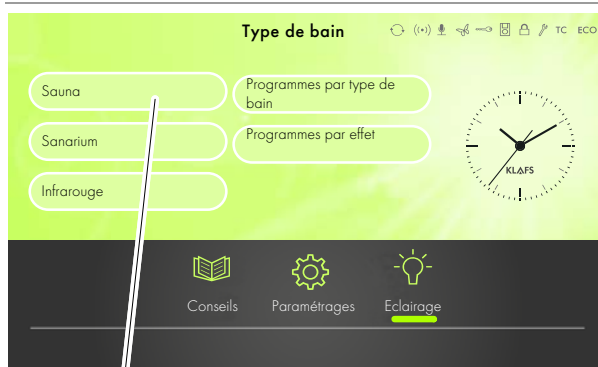 Type de bain
TC ECO
Sauna
Programmes par type de
bain
Sanarium
Programmes par effet
Infrarouge
KLAFS
Conseils
Paramétrages
Eclairage